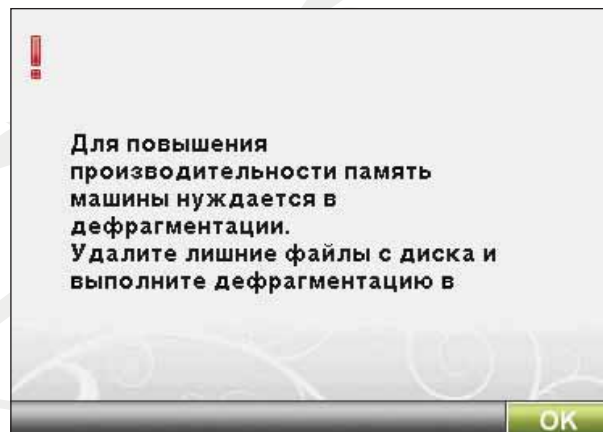 Для повышения
производительности память
машины нуждается в
дефрагментации.
Удалите лишние файлы с диска и
выполните дефрагментацию в
OK